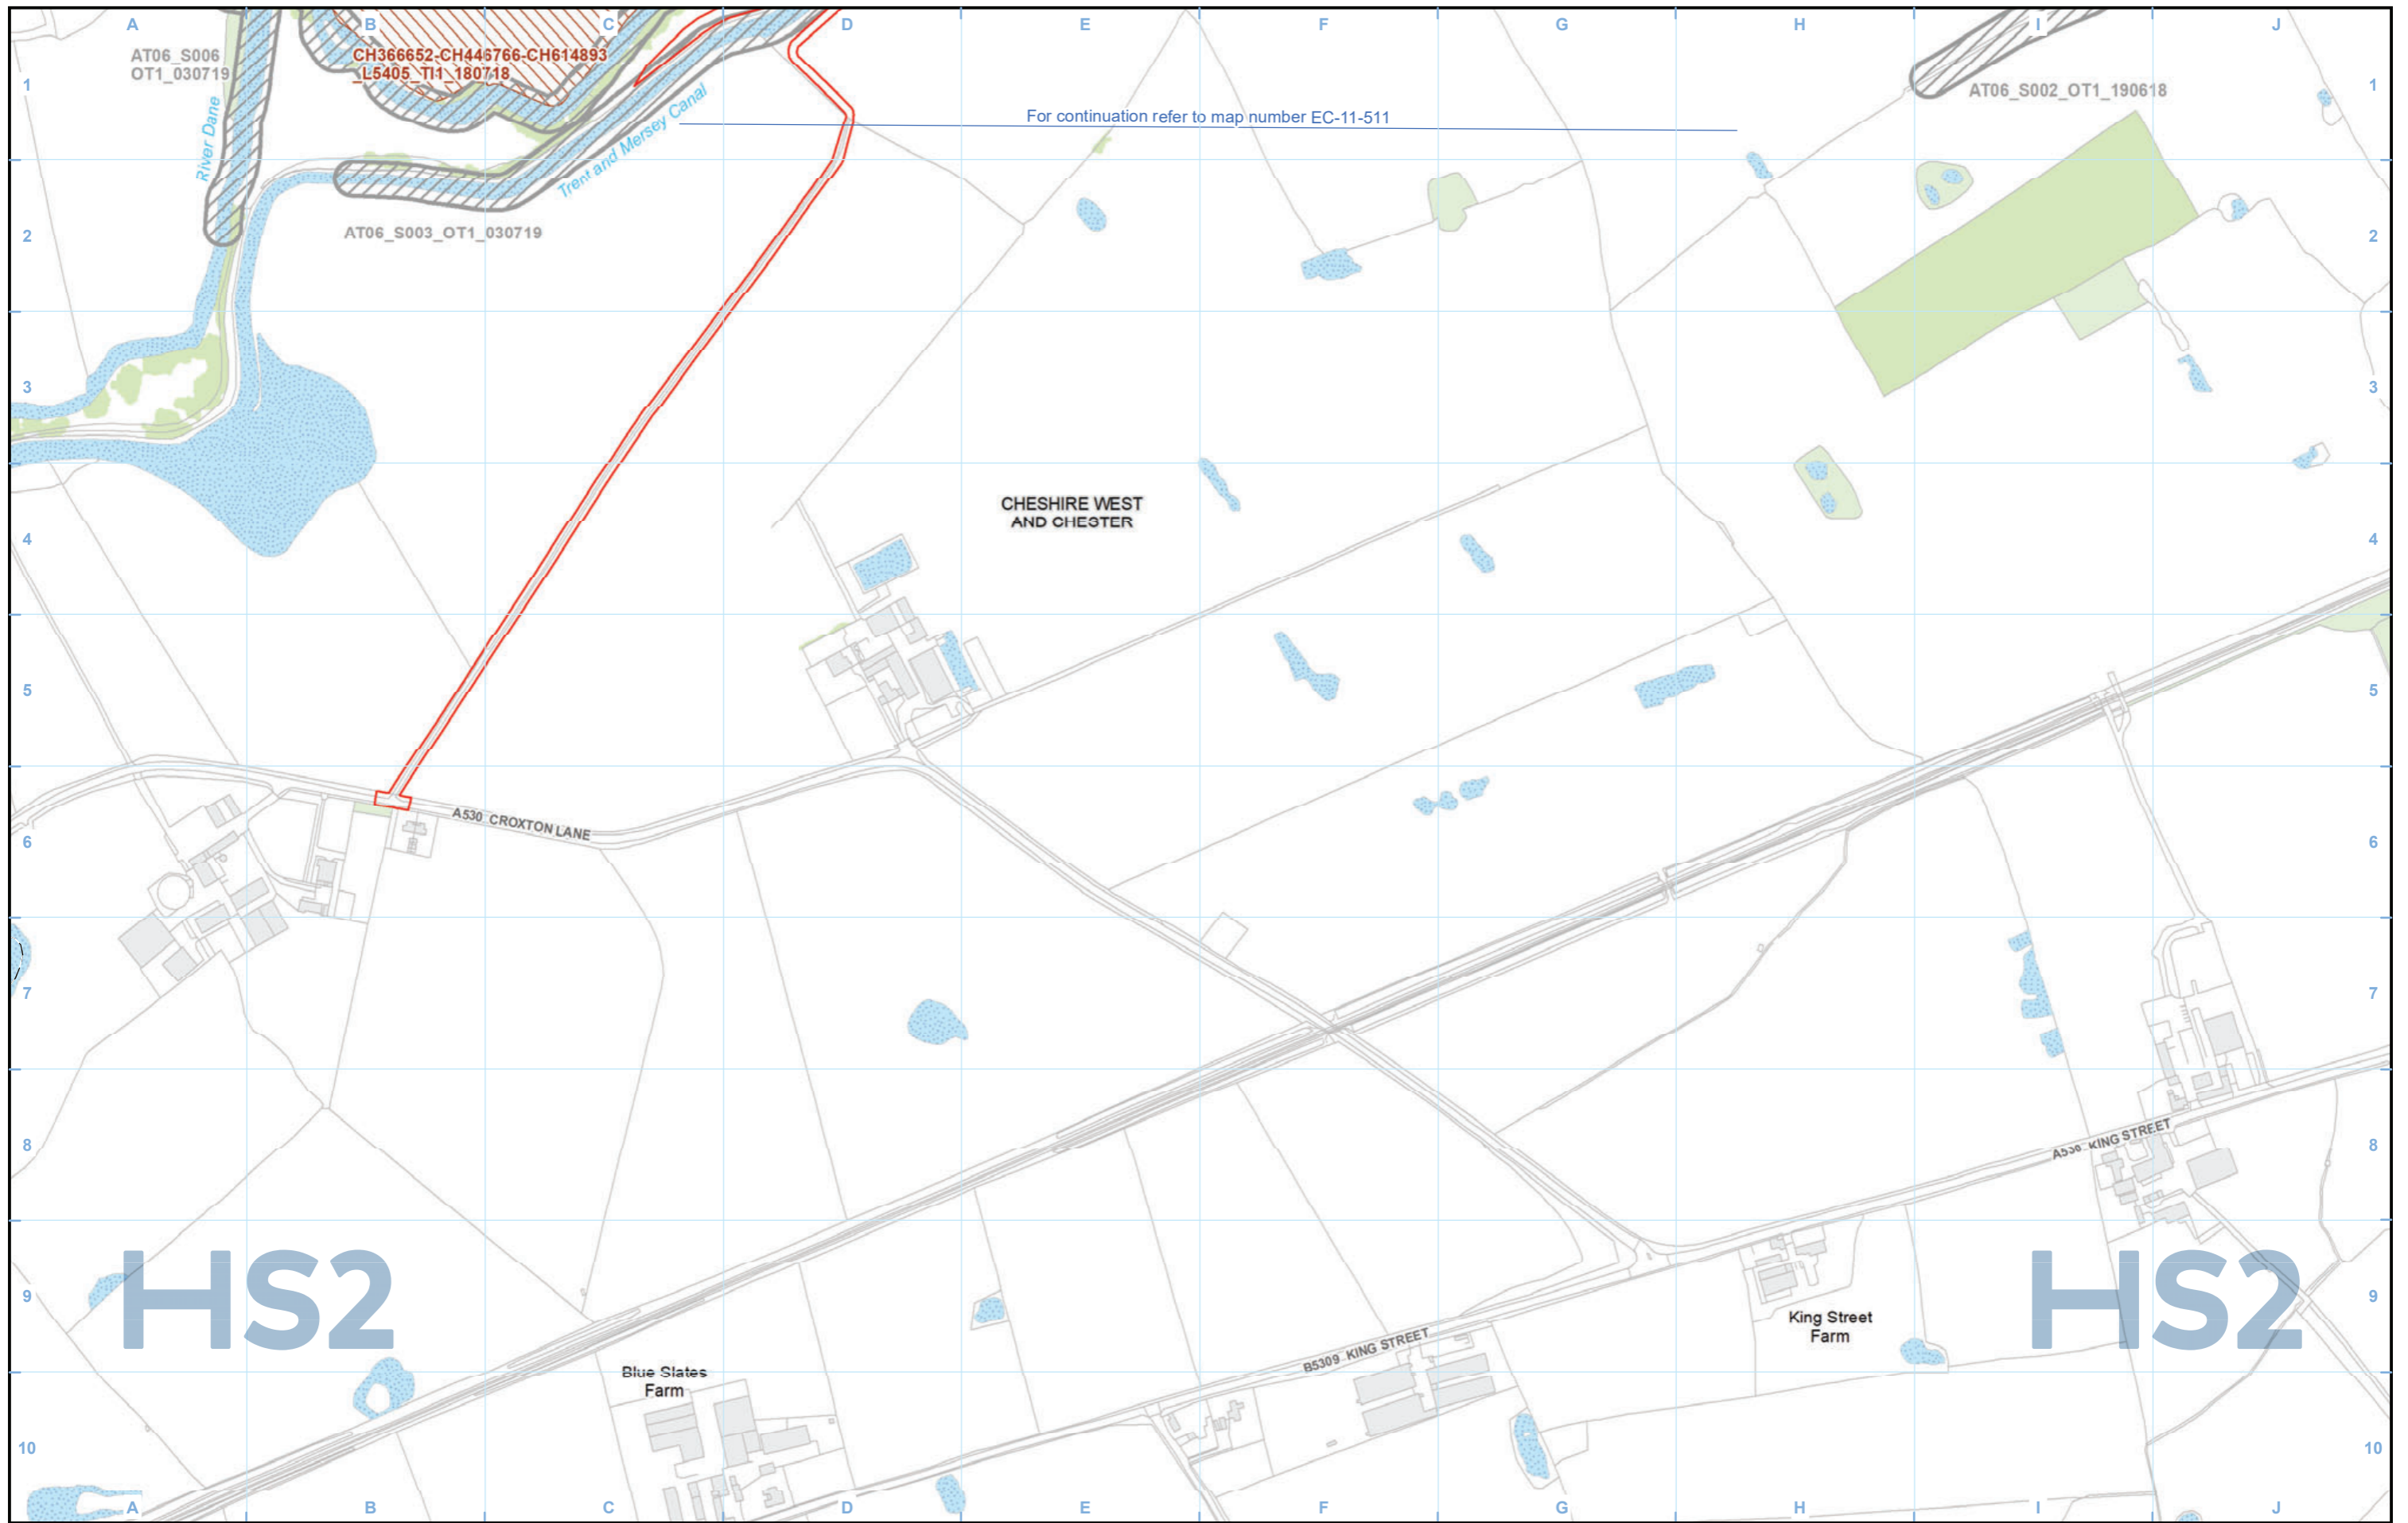 A B C D E F G H I J
AT06_S006
OT1_030719
CH366652-CH446766-CH614893
_L5405_TI1_180718
1 1
AT06_S002_OT1_190618
For continuation refer to map number EC-11-511
River Dane
Trent and Mersey Canal
AT06_S003_OT1_030719
2 2
3 3
CHESHIRE WEST
AND CHESTER
4 4
5 5
A530 CROXTON LANE
6 6
7 7
8 8
A530 KING STREET
HS2 HS2
9 9
King Street
Farm
B5309 KING STREET
Blue Slates
Farm
10 10
A B C D E F G H I J